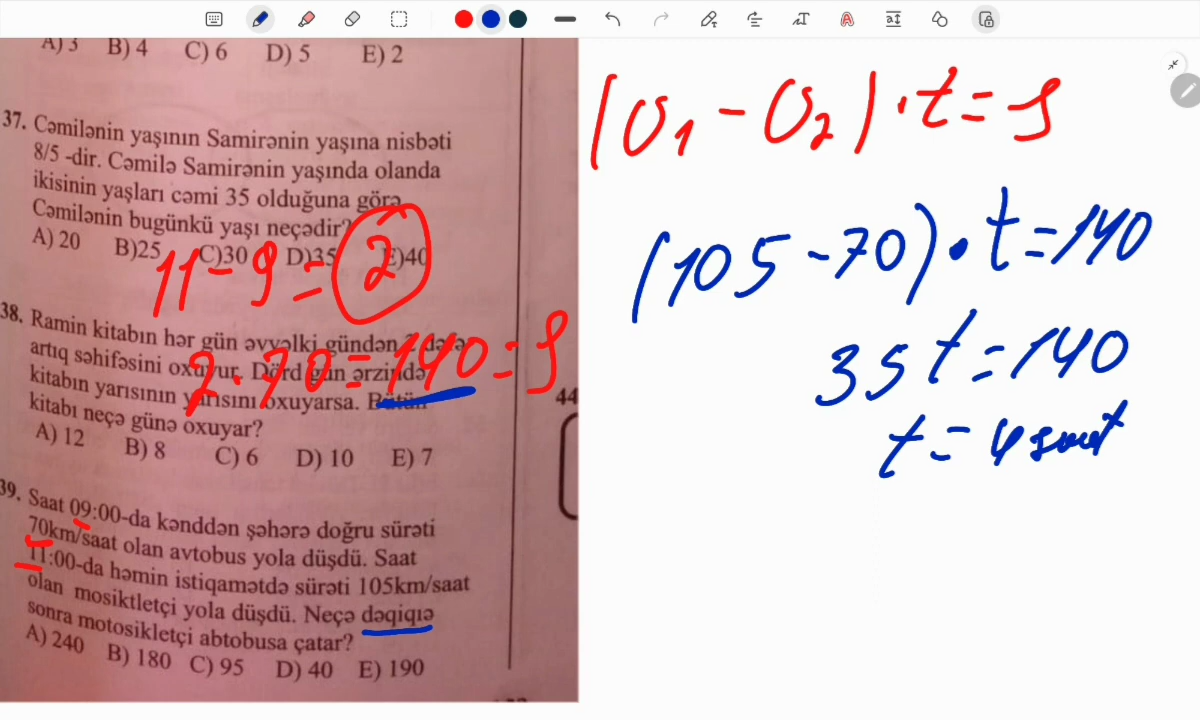 A) 3 B) 4 C) 6 D) 5 E) 2
37. Cəmilənin yaşının Samirənin yaşına nisbəti
8/5 -dir. Cəmilə Samirənin yaşında olanda
ikisinin yaşları cəmi 35 olduğuna görə
Cəmilənin bugünkü yaşı neçədir?
A) 20 B)25 C)30 D)35 E)40
11-9=2
38. Ramin kitabın hər gün əvvəlki gündən
artıq səhifəsini oxuyur. Dörd gün ərzində
2·70=140=S
kitabın yarısının yarısını oxuyarsa. Bütün
kitabı neçə günə oxuyar?
A) 12 B) 8 C) 6 D) 10 E) 7
39. Saat 09:00-da kənddən şəhərə doğru sürəti
70km/saat olan avtobus yola düşdü. Saat
11:00-da həmin istiqamətdə sürəti 105km/saat
olan mosiktletçi yola düşdü. Neçə dəqiqıə
sonra motosikletçi abtobusa çatar?
A) 240 B) 180 C) 95 D) 40 E) 190
44
(υ1-υ2)·t=S
(105-70)·t=140
35t=140
t=4 saat